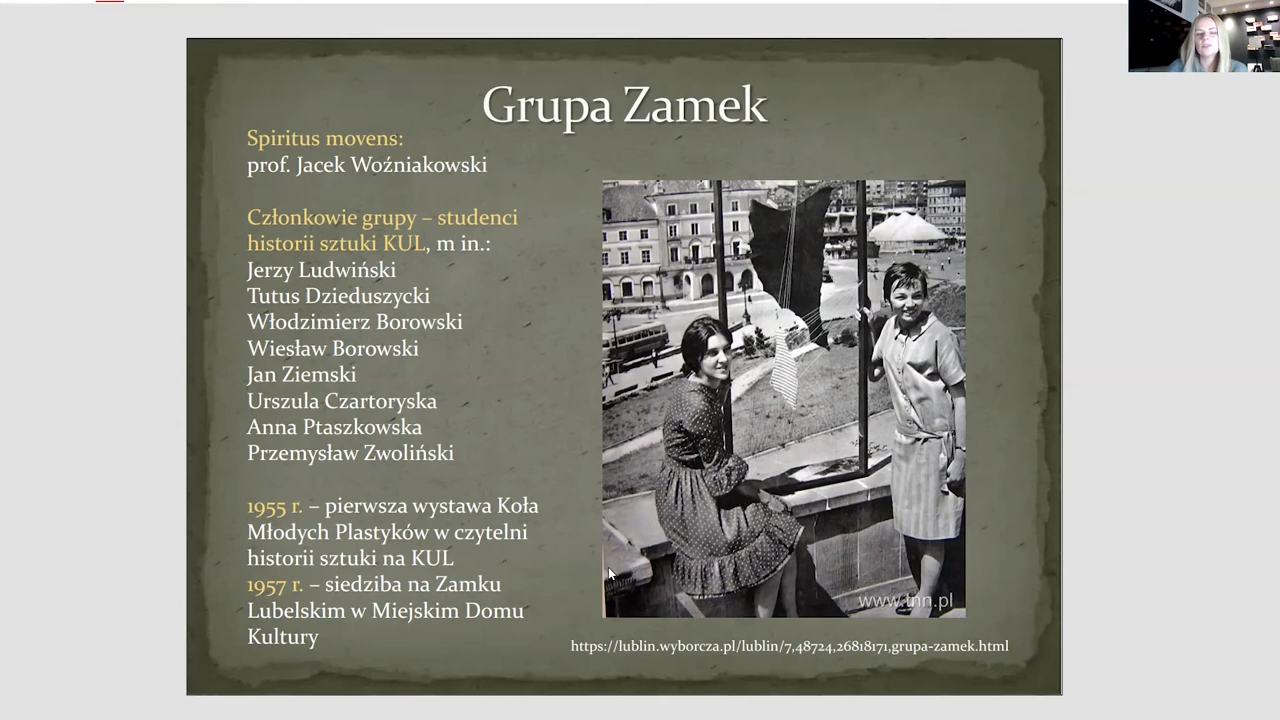 Grupa Zamek
Spiritus movens:
prof. Jacek Woźniakowski
Członkowie grupy – studenci
historii sztuki KUL, m in.:
Jerzy Ludwiński
Tutus Dzieduszycki
Włodzimierz Borowski
Wiesław Borowski
Jan Ziemski
Urszula Czartoryska
Anna Ptaszkowska
Przemysław Zwoliński
1955 r. – pierwsza wystawa Koła
Młodych Plastyków w czytelni
historii sztuki na KUL
1957 r. – siedziba na Zamku
Lubelskim w Miejskim Domu
Kultury
www.tnn.pl
https://lublin.wyborcza.pl/lublin/7,48724,26818171,grupa-zamek.html